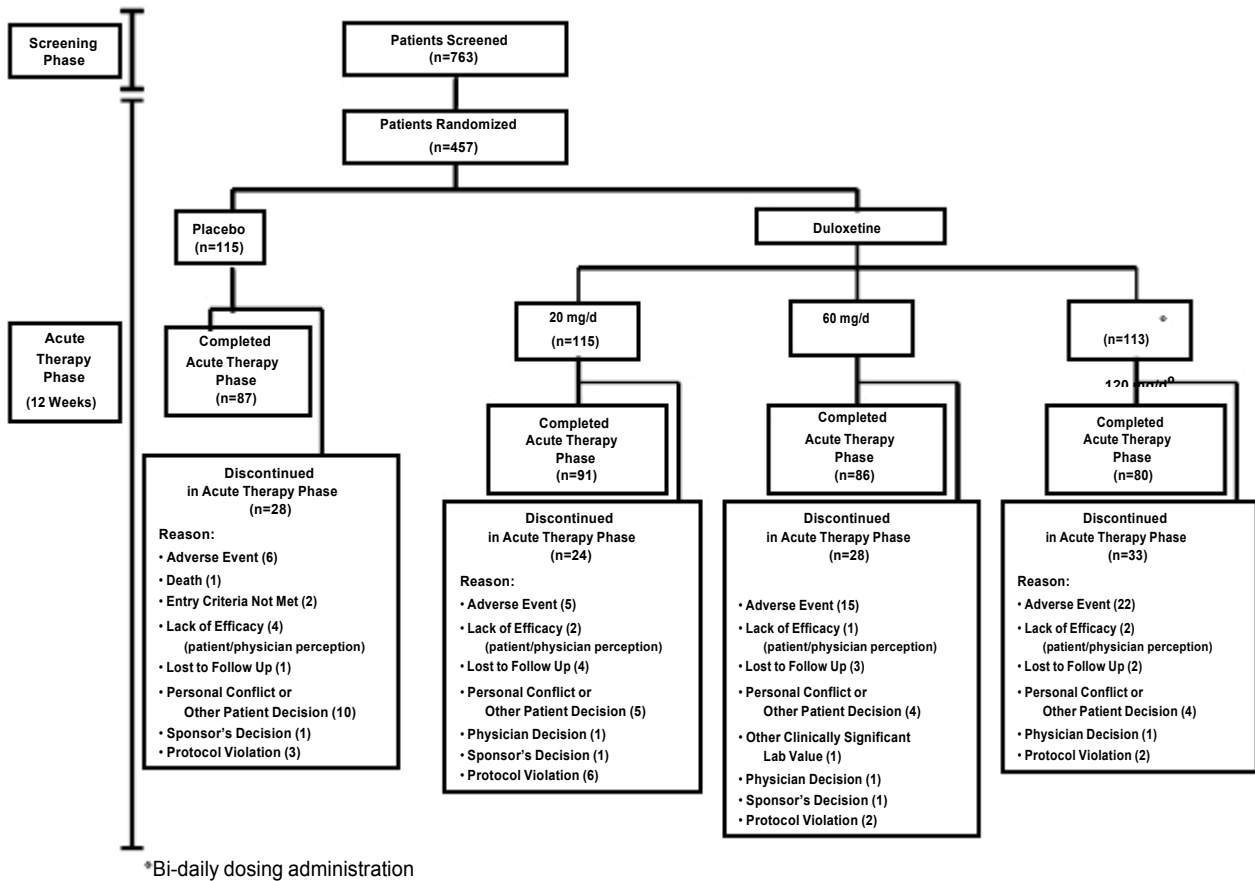 Screening
Phase
Patients Screened
(n=763)
Patients Randomized
(n=457)
Placebo
(n=115)
Duloxetine
Acute
Therapy
Phase
(12 Weeks)
Completed
Acute Therapy
Phase
(n=87)
20 mg/d
(n=115)
60 mg/d
*
(n=113)
120 mg/d
Completed
Acute Therapy
Phase
(n=91)
Completed
Acute Therapy
Phase
(n=86)
Completed
Acute Therapy
Phase
(n=80)
Discontinued
in Acute Therapy Phase
(n=28)
Reason:
• Adverse Event (6)
• Death (1)
• Entry Criteria Not Met (2)
• Lack of Efficacy (4)
(patient/physician perception)
• Lost to Follow Up (1)
• Personal Conflict or
Other Patient Decision (10)
• Sponsor’s Decision (1)
• Protocol Violation (3)
Discontinued
in Acute Therapy Phase
(n=24)
Reason:
• Adverse Event (5)
• Lack of Efficacy (2)
(patient/physician perception)
• Lost to Follow Up (4)
• Personal Conflict or
Other Patient Decision (5)
• Physician Decision (1)
• Sponsor’s Decision (1)
• Protocol Violation (6)
Discontinued
in Acute Therapy Phase
(n=28)
• Adverse Event (15)
• Lack of Efficacy (1)
(patient/physician perception)
• Lost to Follow Up (3)
• Personal Conflict or
Other Patient Decision (4)
• Other Clinically Significant
Lab Value (1)
• Physician Decision (1)
• Sponsor’s Decision (1)
• Protocol Violation (2)
Discontinued
in Acute Therapy Phase
(n=33)
Reason:
• Adverse Event (22)
• Lack of Efficacy (2)
(patient/physician perception)
• Lost to Follow Up (2)
• Personal Conflict or
Other Patient Decision (4)
• Physician Decision (1)
• Protocol Violation (2)
*Bi-daily dosing administration